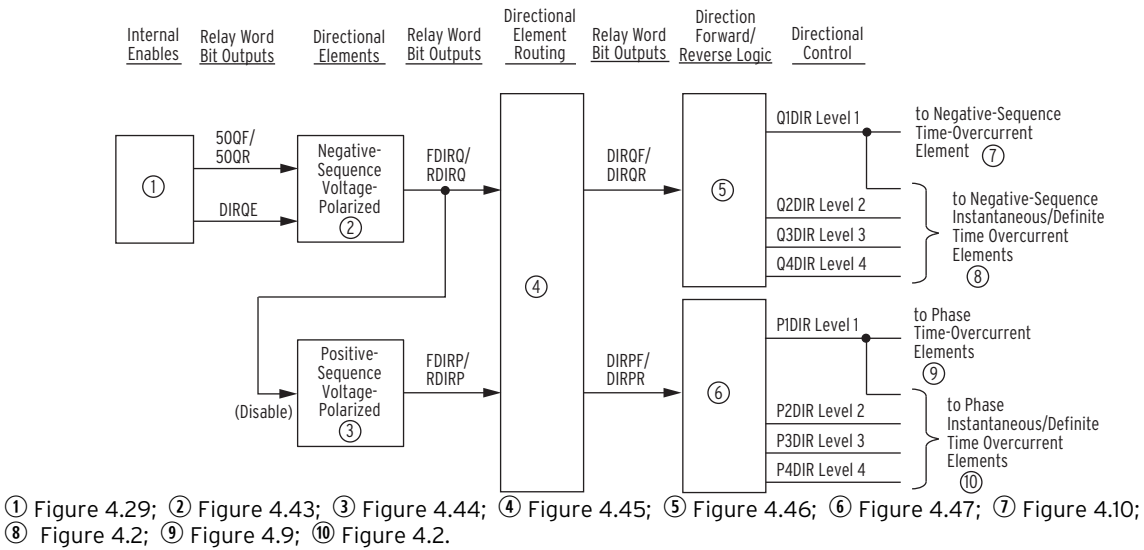 Internal
Enables
Relay Word
Bit Outputs
Directional
Elements
Relay Word
Bit Outputs
Directional
Element
Routing
Relay Word
Bit Outputs
Direction
Forward/
Reverse Logic
Directional
Control
①
50QF/
50QR
DIRQE
Negative-
Sequence
Voltage-
Polarized
②
FDIRQ/
RDIRQ
④
DIRQF/
DIRQR
⑤
Q1DIR Level 1
Q2DIR Level 2
Q3DIR Level 3
Q4DIR Level 4
to Negative-Sequence
Time-Overcurrent
Element ⑦
to Negative-Sequence
Instantaneous/Definite
Time Overcurrent
Elements
⑧
(Disable)
Positive-
Sequence
Voltage-
Polarized
③
FDIRP/
RDIRP
DIRPF/
DIRPR
⑥
P1DIR Level 1
P2DIR Level 2
P3DIR Level 3
P4DIR Level 4
to Phase
Time-Overcurrent
Elements
⑨
to Phase
Instantaneous/Definite
Time Overcurrent
Elements
⑩
① Figure 4.29; ② Figure 4.43; ③ Figure 4.44; ④ Figure 4.45; ⑤ Figure 4.46; ⑥ Figure 4.47; ⑦ Figure 4.10;
⑧ Figure 4.2; ⑨ Figure 4.9; ⑩ Figure 4.2.